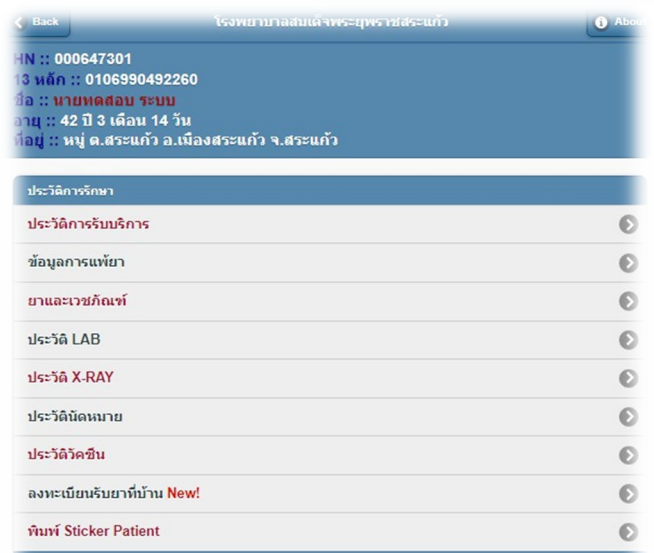 Back
โรงพยาบาลสมเด็จพระยุพราชสระแก้ว
About
HN :: 000647301
13 หลัก :: 0106990492260
ชื่อ :: นายทดสอบ ระบบ
อายุ :: 42 ปี 3 เดือน 14 วัน
ที่อยู่ :: หมู่ ต.สระแก้ว อ.เมืองสระแก้ว จ.สระแก้ว
ประวัติการรักษา
ประวัติการรับบริการ
ข้อมูลการแพ้ยา
ยาและเวชภัณฑ์
ประวัติ LAB
ประวัติ X-RAY
ประวัตินัดหมาย
ประวัติวัคซีน
ลงทะเบียนรับยาที่บ้าน New!
พิมพ์ Sticker Patient